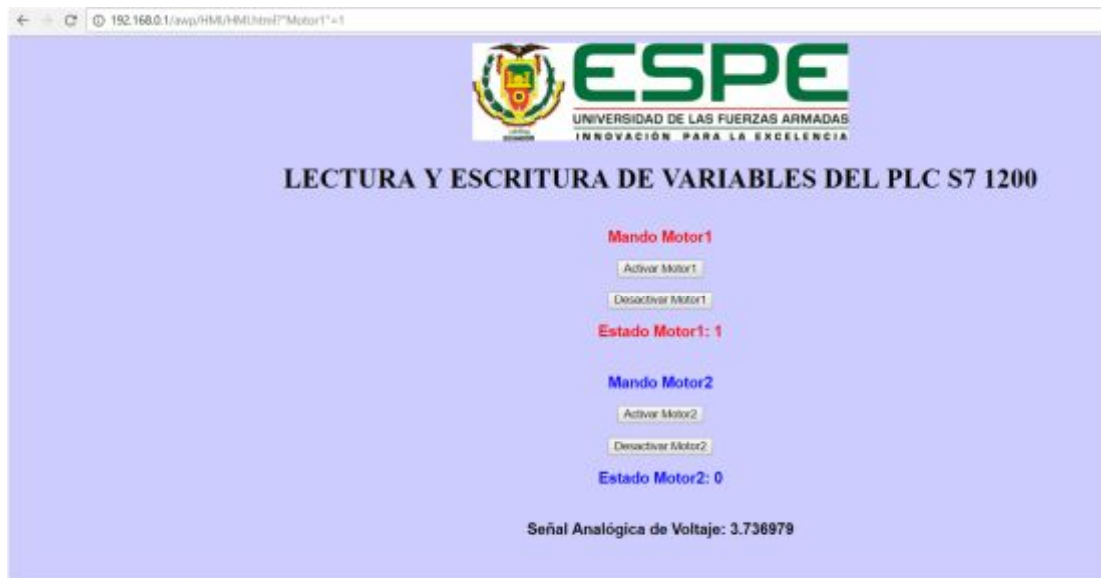 192.168.0.1/awp/HMI/HMI.html?"Motor1"=1
ESPE
UNIVERSIDAD DE LAS FUERZAS ARMADAS
INNOVACIÓN PARA LA EXCELENCIA
ECUADOR
LECTURA Y ESCRITURA DE VARIABLES DEL PLC S7 1200
Mando Motor1
Activar Motor1
Desactivar Motor1
Estado Motor1: 1
Mando Motor2
Activar Motor2
Desactivar Motor2
Estado Motor2: 0
Señal Analógica de Voltaje: 3.736979